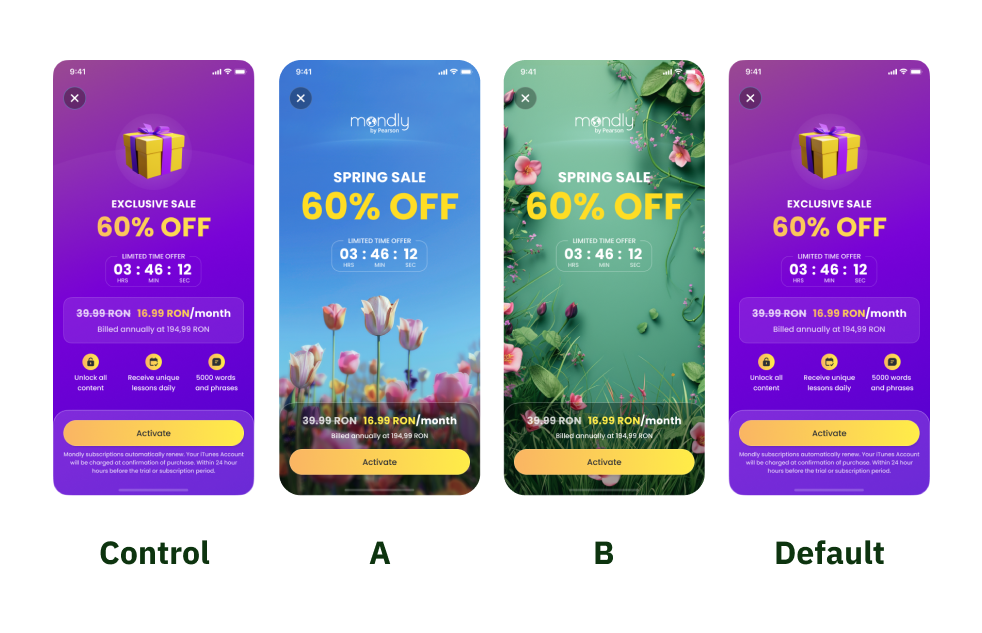 9:41
EXCLUSIVE SALE
60% OFF
LIMITED TIME OFFER
03 : 46 : 12
HRS MIN SEC
39.99 RON 16.99 RON/month
Billed annually at 194,99 RON
Unlock all content
Receive unique lessons daily
5000 words and phrases
Activate
Mondly subscriptions automatically renew. Your iTunes Account
will be charged at confirmation of purchase. Within 24 hour
hours before the trial or subscription period.
Control
9:41
mondly
by Pearson
SPRING SALE
60% OFF
LIMITED TIME OFFER
03 : 46 : 12
HRS MIN SEC
39.99 RON 16.99 RON/month
Billed annually at 194,99 RON
Activate
A
9:41
mondly
by Pearson
SPRING SALE
60% OFF
LIMITED TIME OFFER
03 : 46 : 12
HRS MIN SEC
39.99 RON 16.99 RON/month
Billed annually at 194,99 RON
Activate
B
9:41
EXCLUSIVE SALE
60% OFF
LIMITED TIME OFFER
03 : 46 : 12
HRS MIN SEC
39.99 RON 16.99 RON/month
Billed annually at 194,99 RON
Unlock all content
Receive unique lessons daily
5000 words and phrases
Activate
Mondly subscriptions automatically renew. Your iTunes Account
will be charged at confirmation of purchase. Within 24 hour
hours before the trial or subscription period.
Default